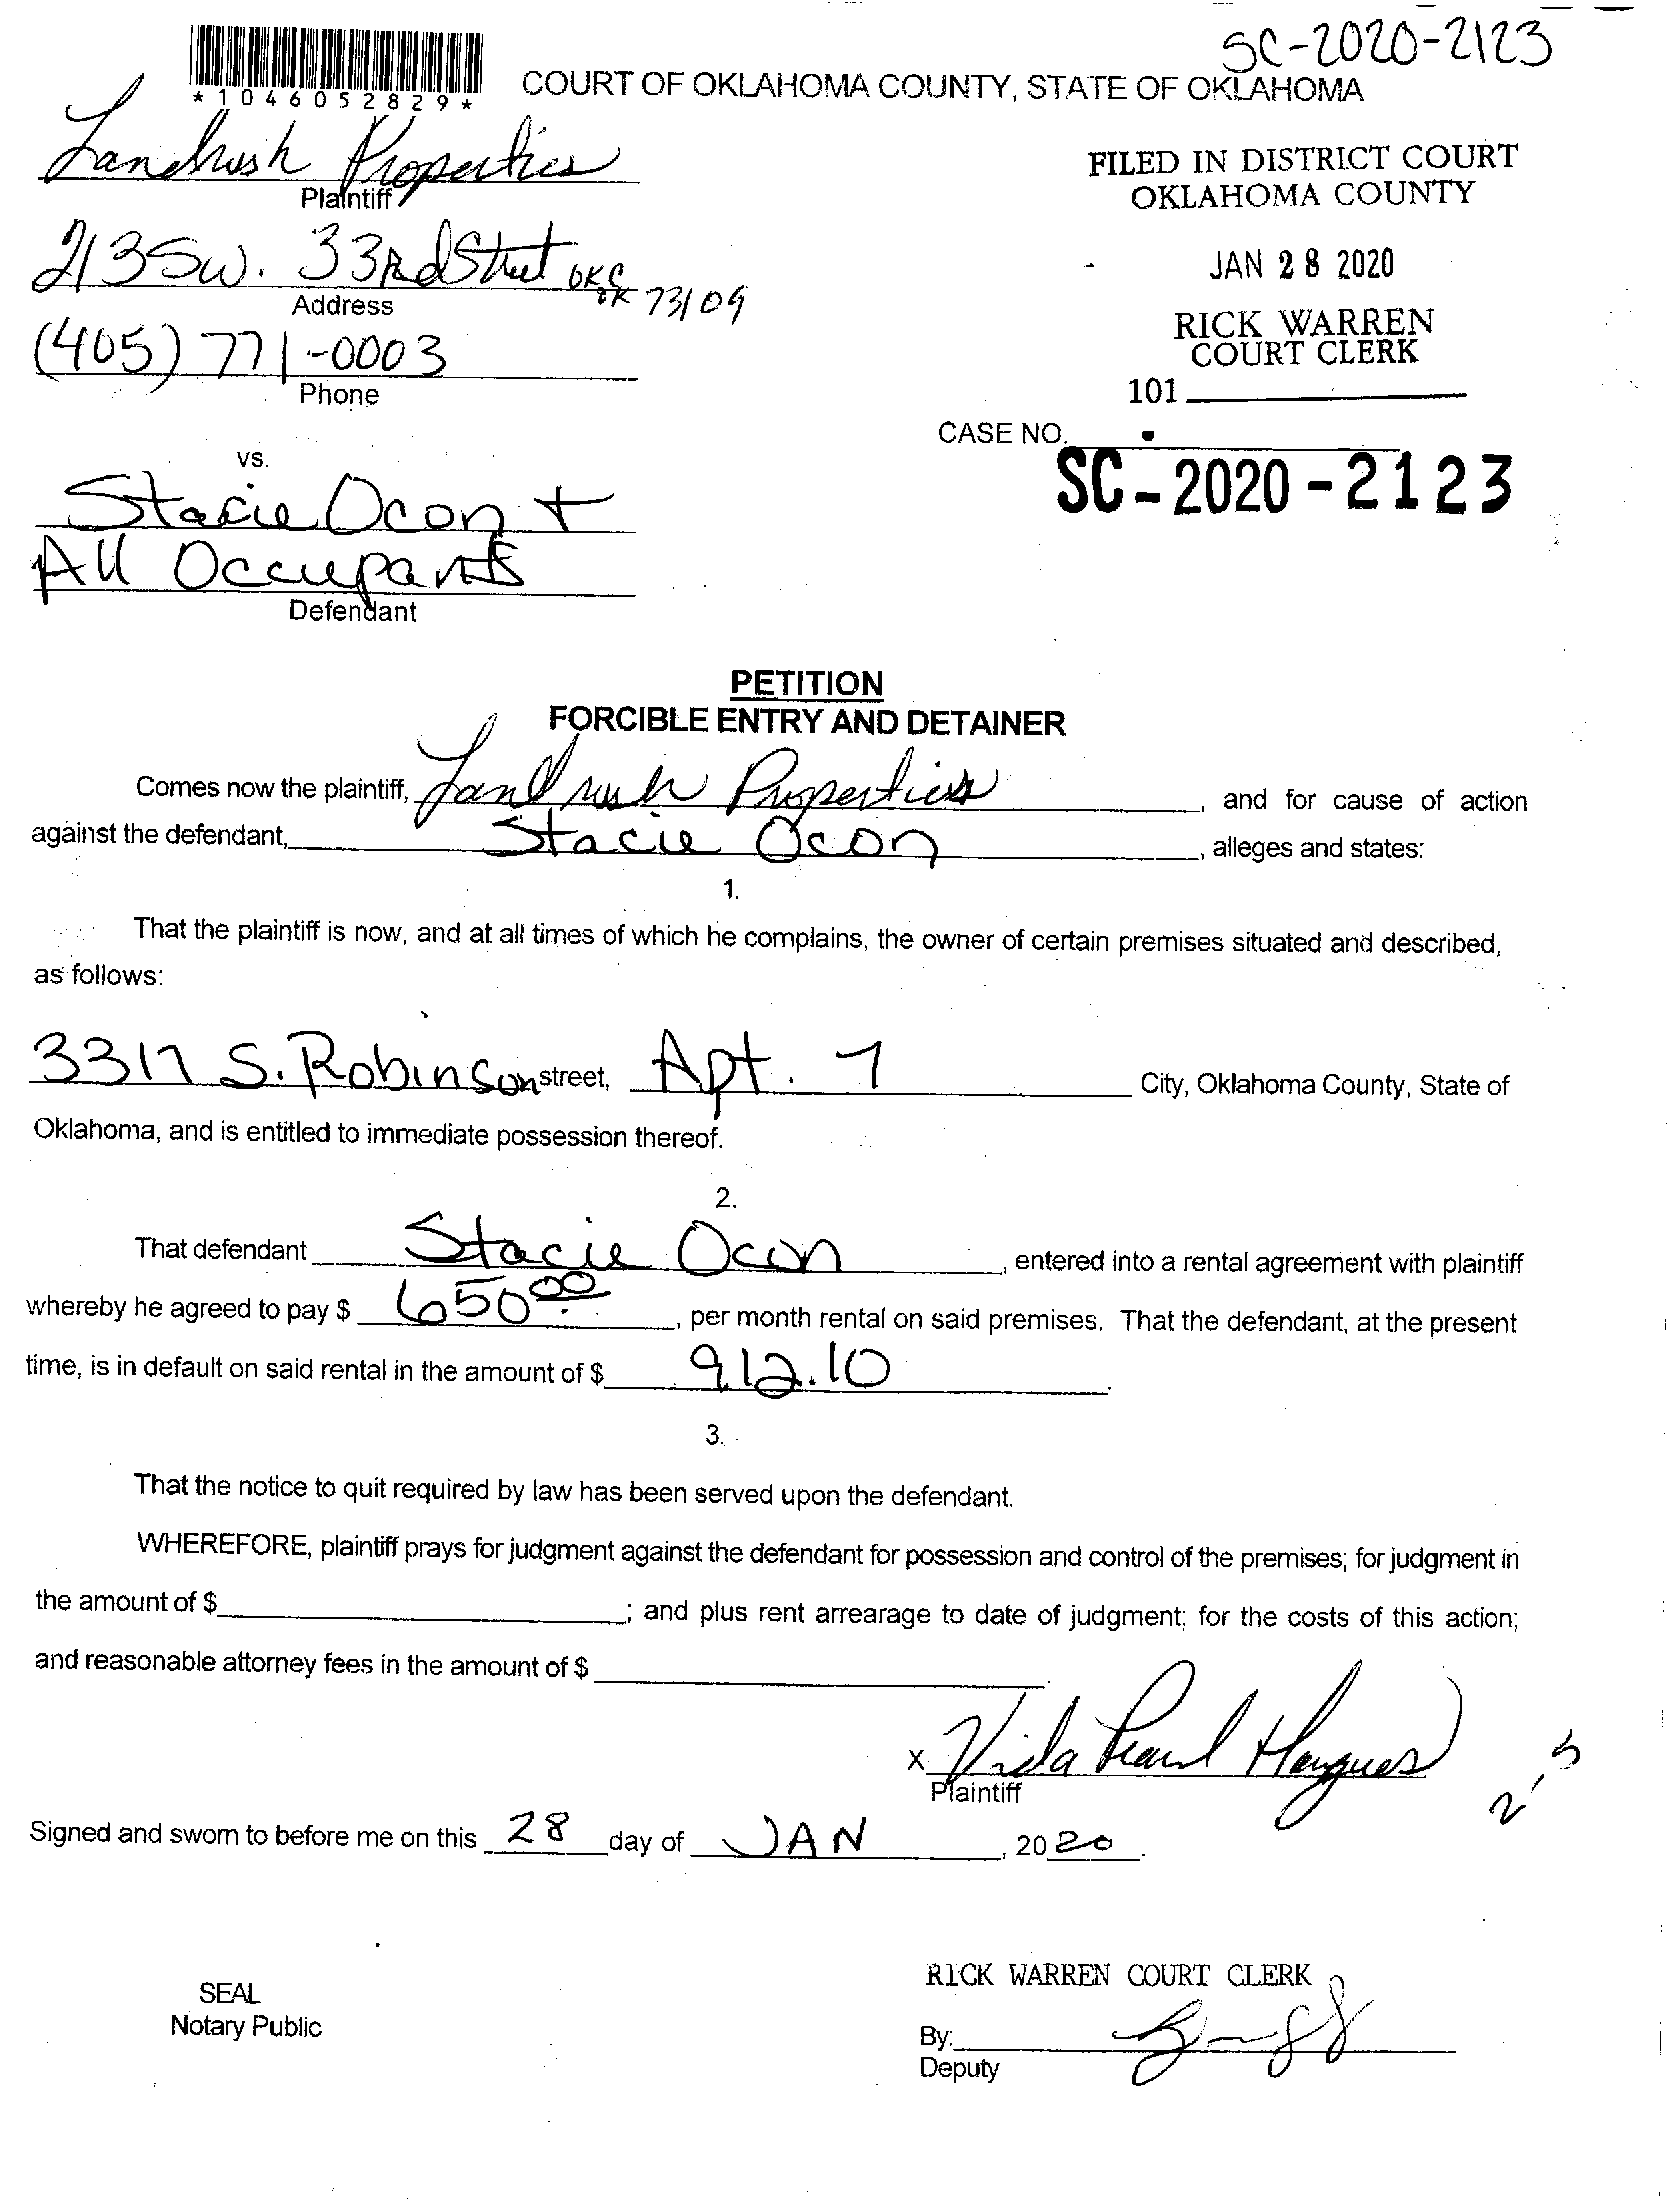 SC-2020-2123
*1046052829*
COURT OF OKLAHOMA COUNTY, STATE OF OKLAHOMA
Landrush Properties
Plaintiff
213 SW. 33Rd Street OKC OK 73109
Address
(405) 771-0003
Phone
FILED IN DISTRICT COURT
OKLAHOMA COUNTY
JAN 28 2020
RICK WARREN
COURT CLERK
101
CASE NO.
SC-2020-2123
vs.
Stacie Ocon +
All Occupants
Defendant
PETITION
FORCIBLE ENTRY AND DETAINER
Comes now the plaintiff, Landrush Properties, and for cause of action
against the defendant, Stacie Ocon, alleges and states:
1.
That the plaintiff is now, and at all times of which he complains, the owner of certain premises situated and described,
as follows:
3317 S. Robinson street, Apt. 7 City, Oklahoma County, State of
Oklahoma, and is entitled to immediate possession thereof.
2.
That defendant Stacie Ocon, entered into a rental agreement with plaintiff
whereby he agreed to pay $ 650.00, per month rental on said premises. That the defendant, at the present
time, is in default on said rental in the amount of $ 912.10.
3.
That the notice to quit required by law has been served upon the defendant.
WHEREFORE, plaintiff prays for judgment against the defendant for possession and control of the premises; for judgment in
the amount of $ ; and plus rent arrearage to date of judgment; for the costs of this action;
and reasonable attorney fees in the amount of $ .
x Vida Pearl Hangues
Plaintiff
2-5
Signed and sworn to before me on this 28 day of JAN, 2020.
SEAL
Notary Public
RICK WARREN COURT CLERK
By:
Deputy